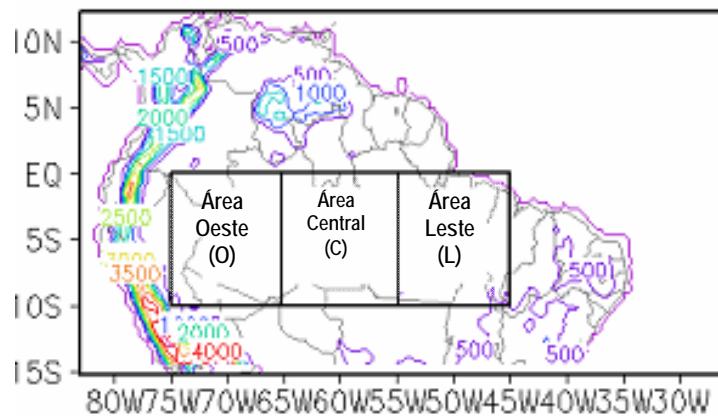 10N
500
1500
500
1000
5N
2000
1500
EQ
Área
Oeste
(O)
Área
Central
(C)
Área
Leste
(L)
2500
5S
3500
500
10S
2000
4000
500
500
15S
80W75W70W65W60W55W50W45W40W35W30W